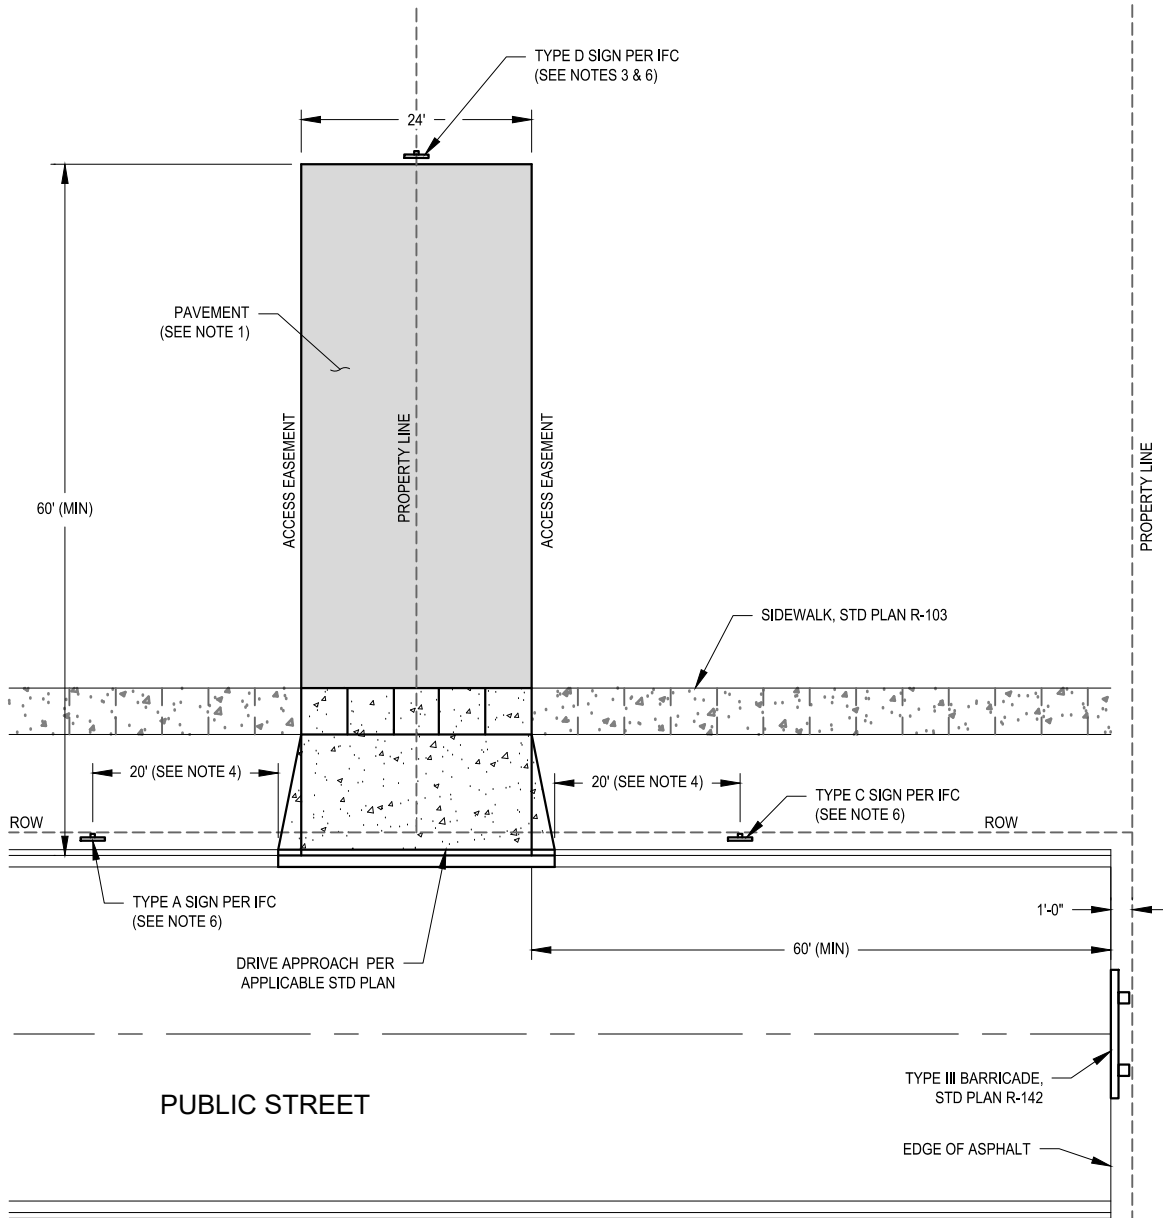 TYPE D SIGN PER IFC
(SEE NOTES 3 & 6)
24'
PAVEMENT
(SEE NOTE 1)
ACCESS EASEMENT
PROPERTY LINE
ACCESS EASEMENT
PROPERTY LINE
60' (MIN)
SIDEWALK, STD PLAN R-103
20' (SEE NOTE 4)
20' (SEE NOTE 4)
TYPE C SIGN PER IFC
(SEE NOTE 6)
ROW
ROW
TYPE A SIGN PER IFC
(SEE NOTE 6)
1'-0"
60' (MIN)
DRIVE APPROACH PER
APPLICABLE STD PLAN
TYPE III BARRICADE,
STD PLAN R-142
PUBLIC STREET
EDGE OF ASPHALT